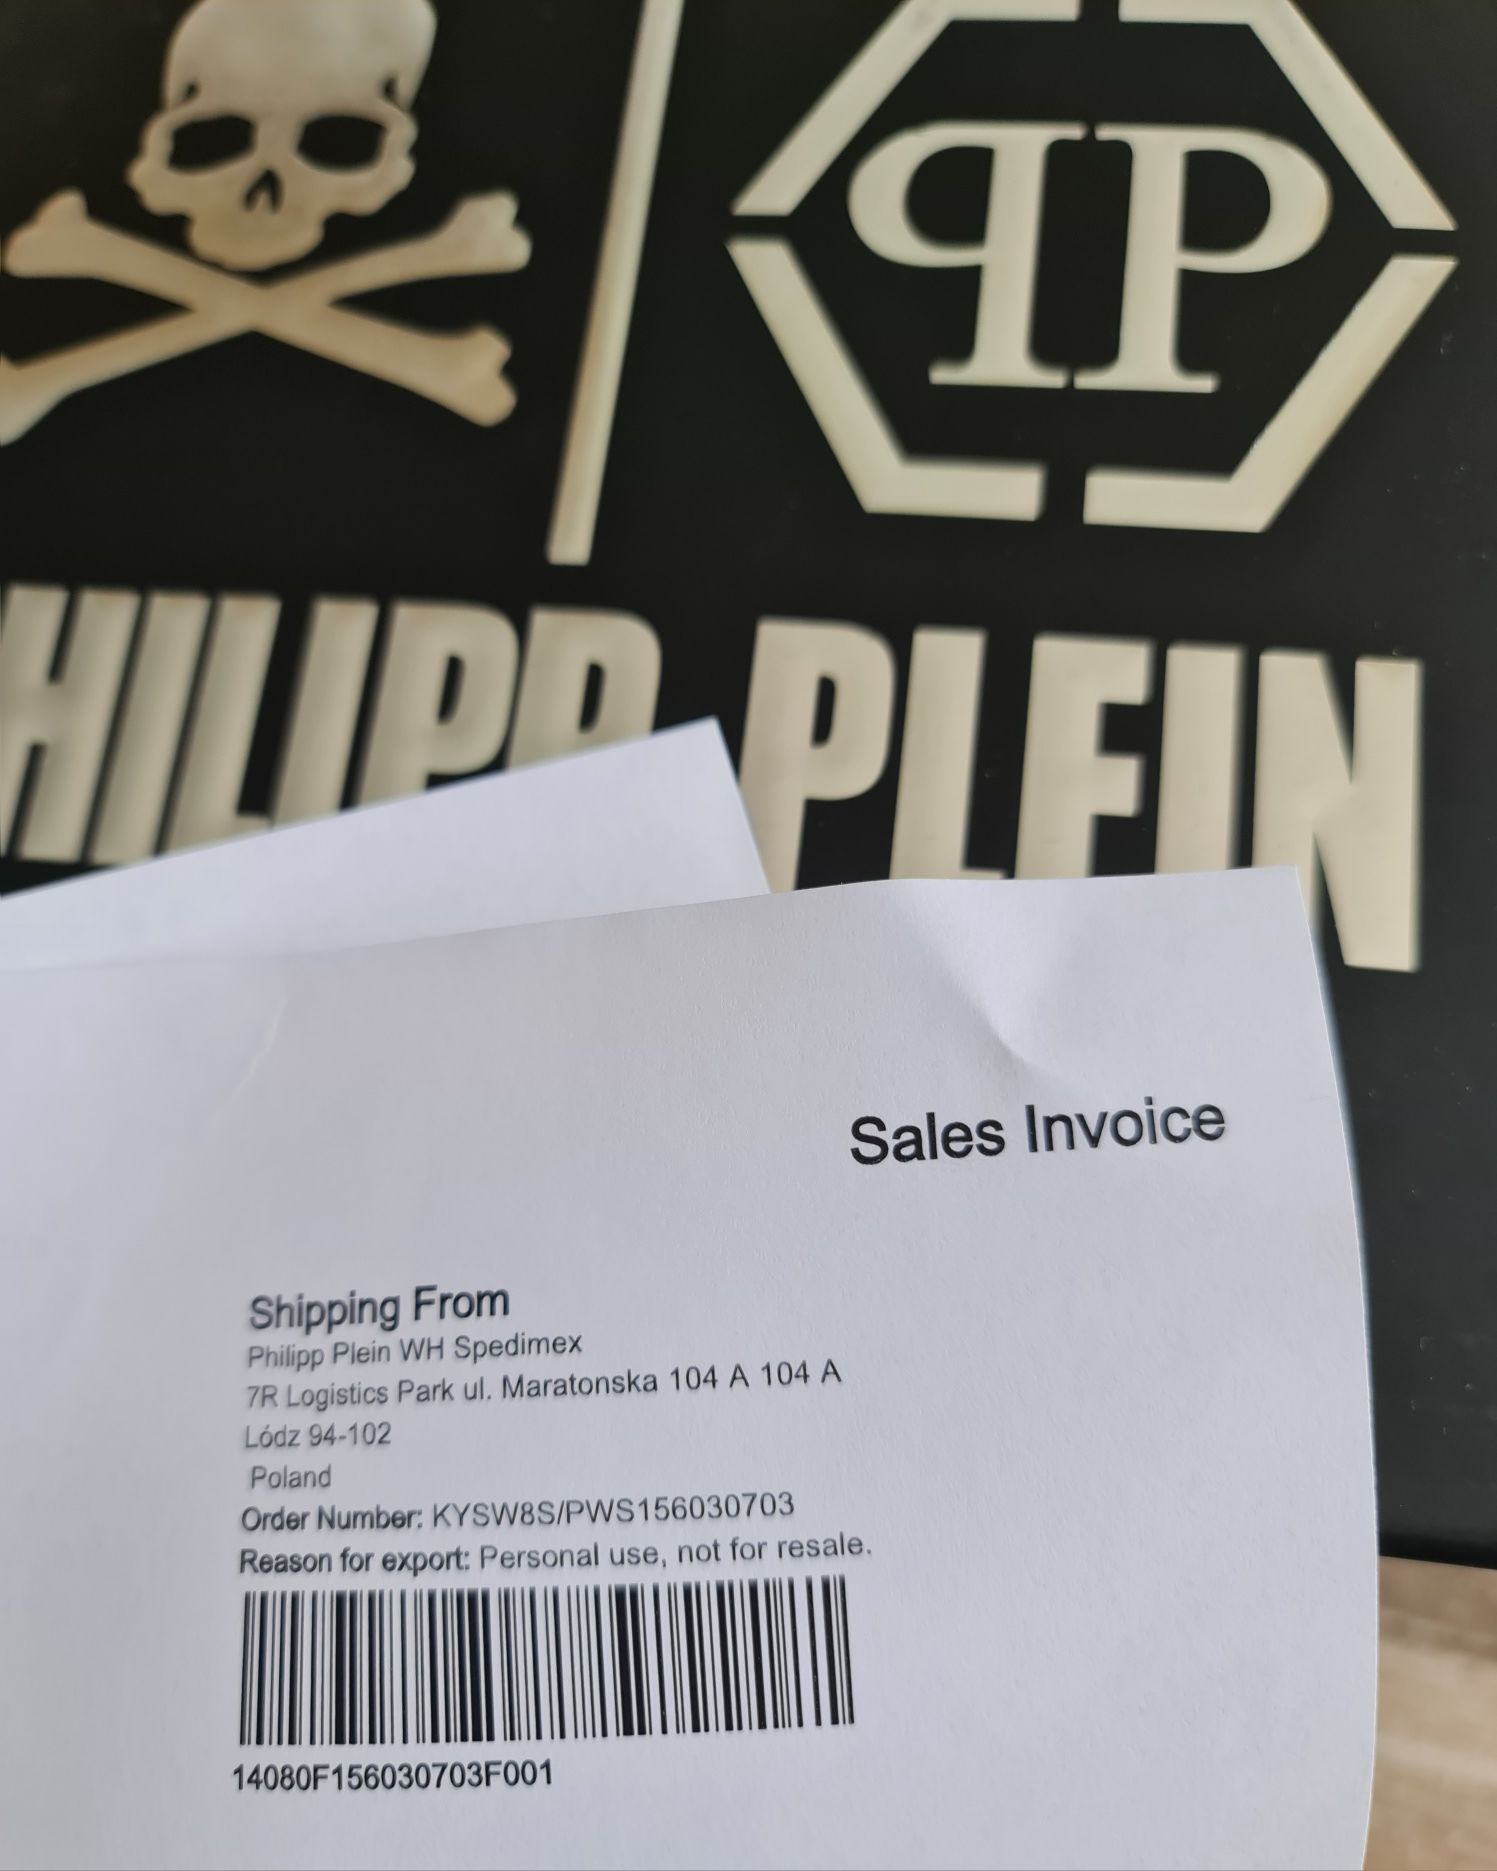 PP
HILIPP PLEIN
Sales Invoice
Shipping From
Philipp Plein WH Spedimex
7R Logistics Park ul. Maratonska 104 A 104 A
Lódz 94-102
Poland
Order Number: KYSW8S/PWS156030703
Reason for export: Personal use, not for resale.
14080F156030703F001